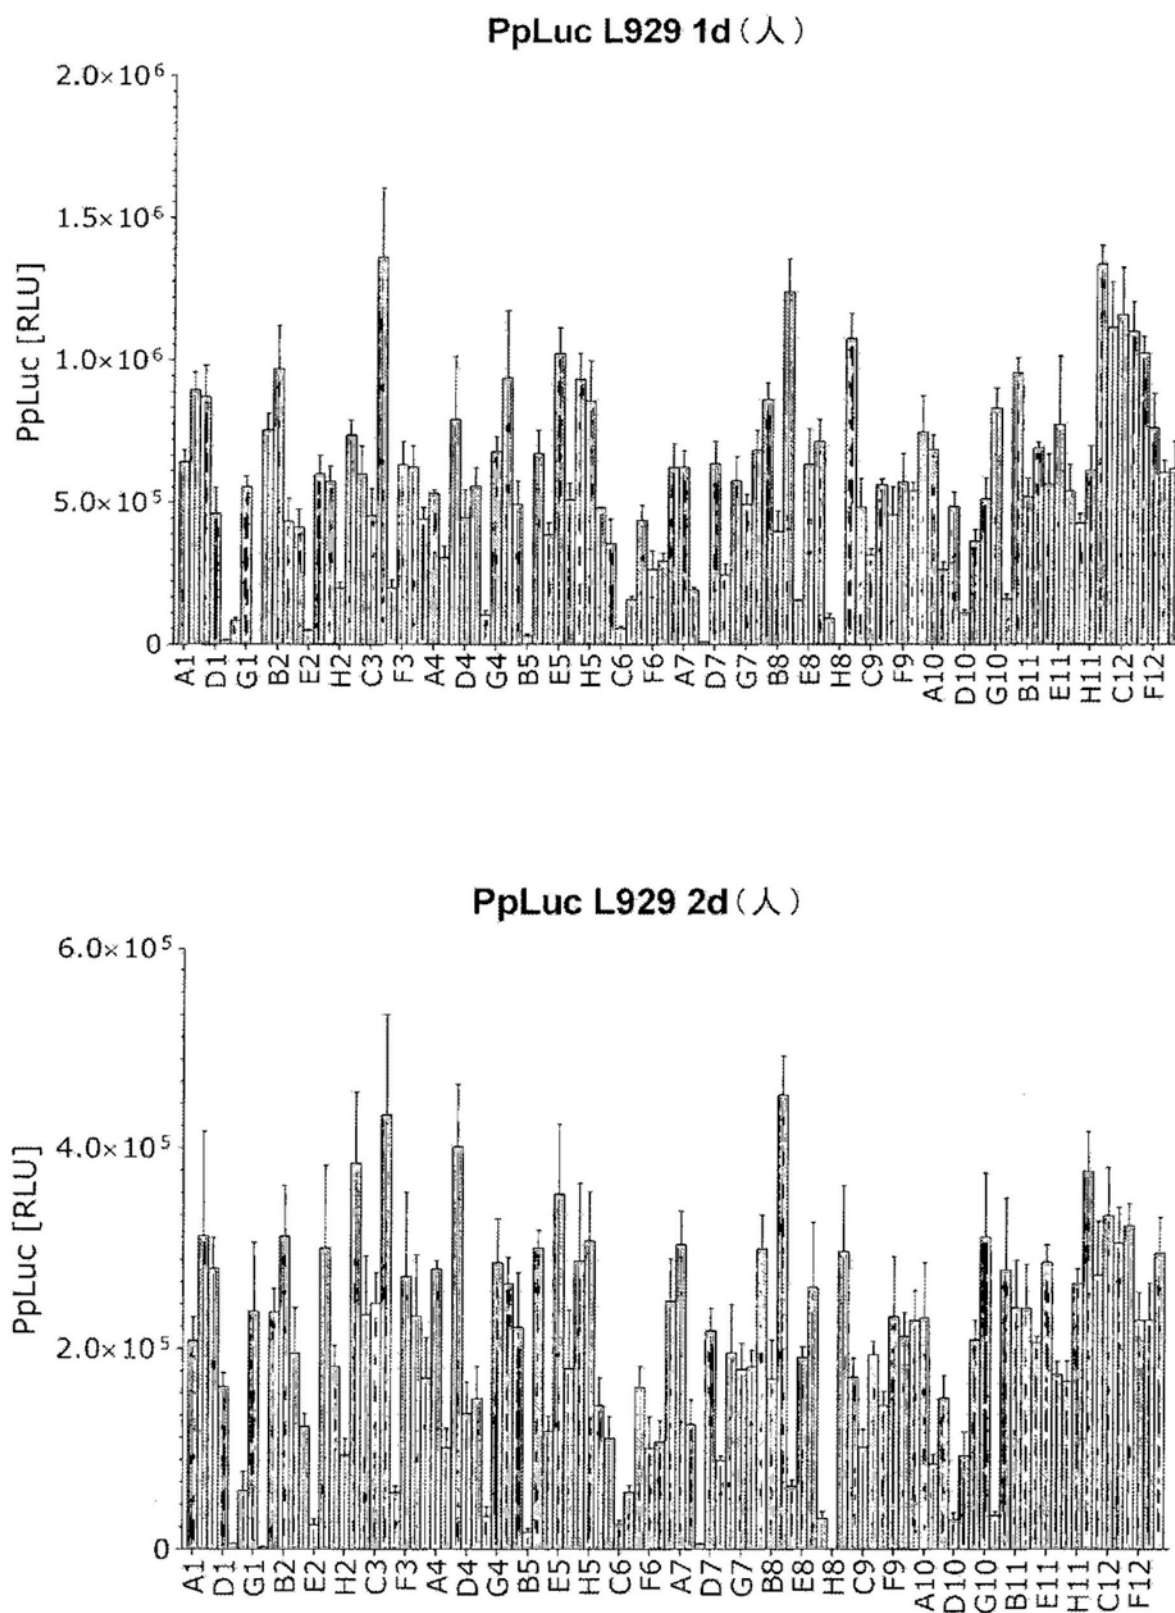 PpLuc L929 1d(人)
PpLuc [RLU]
2.0×10⁶
1.5×10⁶
1.0×10⁶
5.0×10⁵
0
A1 D1 G1 B2 E2 H2 C3 F3 A4 D4 G4 B5 E5 H5 C6 F6 A7 D7 G7 B8 E8 H8 C9 F9 A10 D10 G10 B11 E11 H11 C12 F12
PpLuc L929 2d(人)
PpLuc [RLU]
6.0×10⁵
4.0×10⁵
2.0×10⁵
0
A1 D1 G1 B2 E2 H2 C3 F3 A4 D4 G4 B5 E5 H5 C6 F6 A7 D7 G7 B8 E8 H8 C9 F9 A10 D10 G10 B11 E11 H11 C12 F12